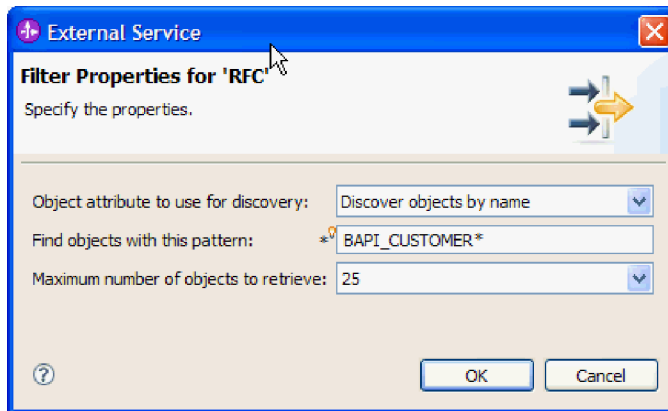 External Service
Filter Properties for 'RFC'
Specify the properties.
Object attribute to use for discovery: Discover objects by name
Find objects with this pattern: * BAPI_CUSTOMER*
Maximum number of objects to retrieve: 25
? OK Cancel